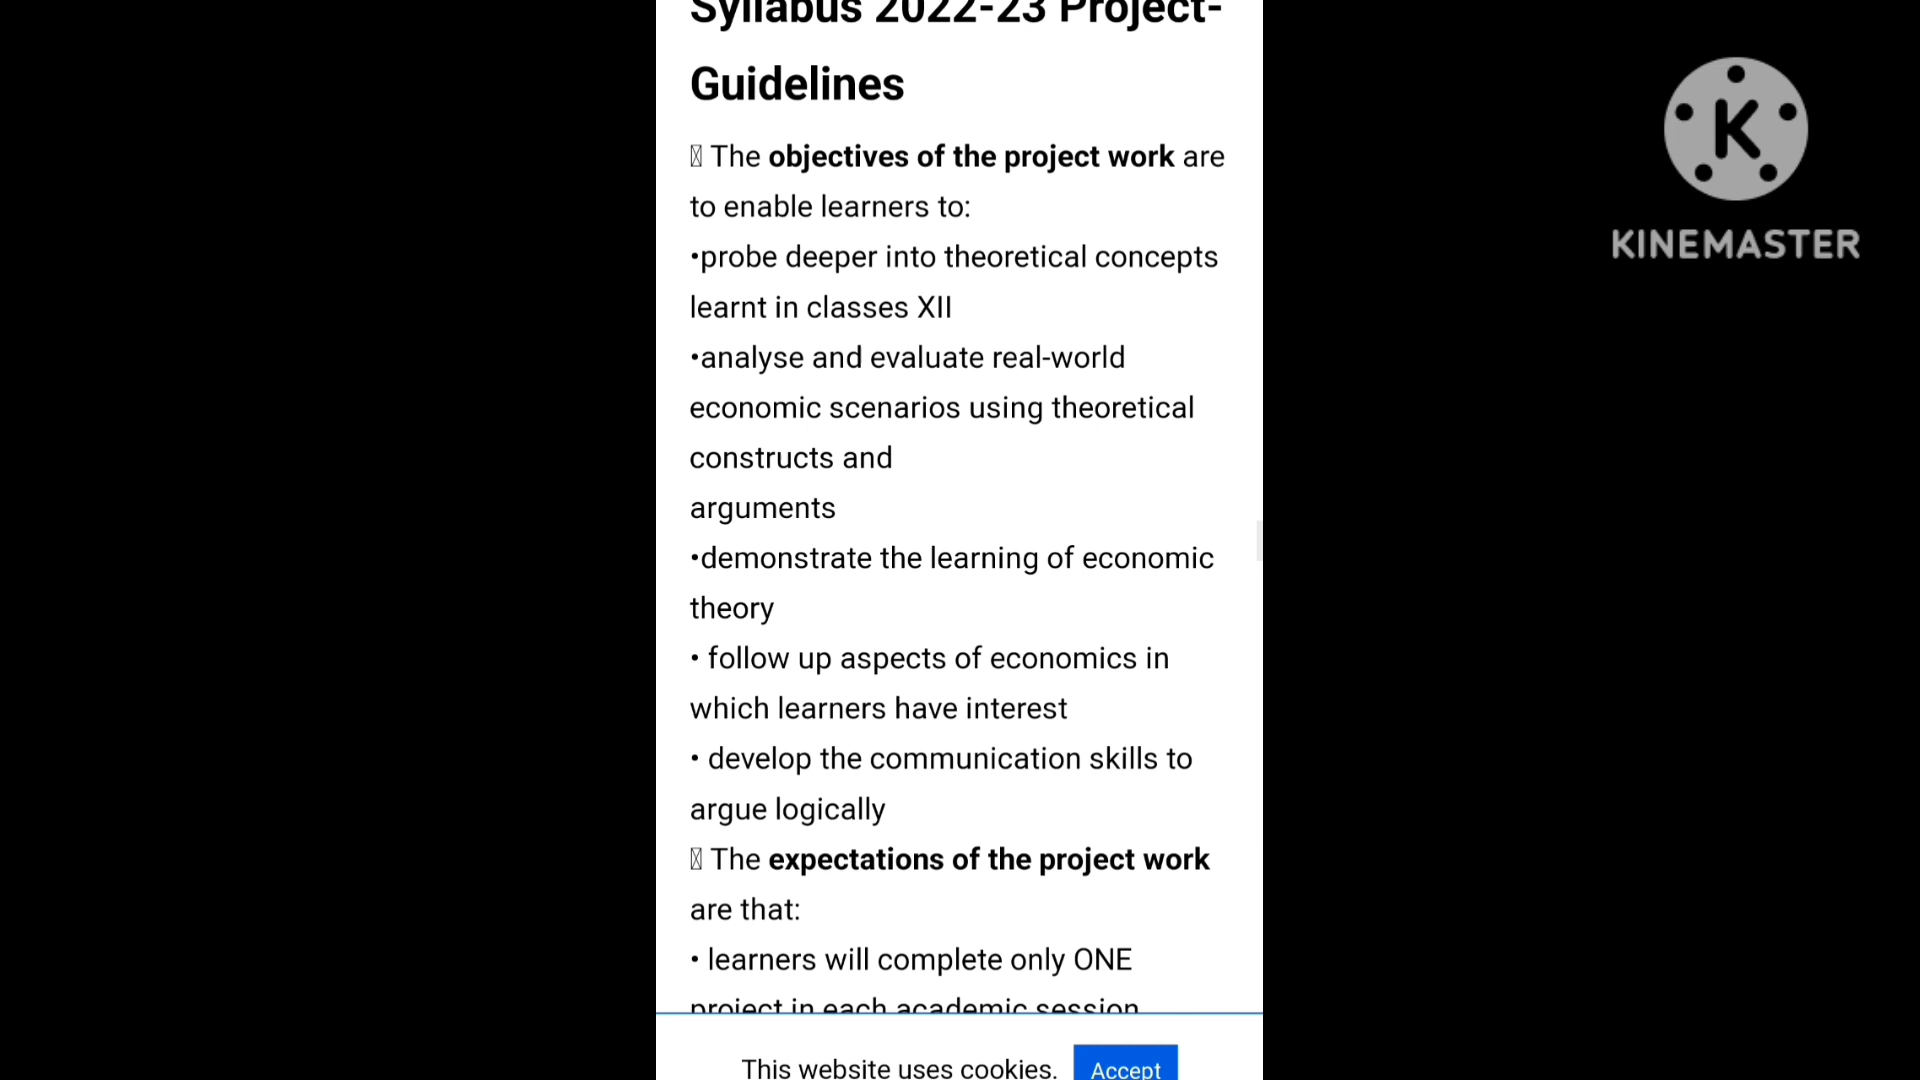 Syllabus 2022-23 Project-
Guidelines
The objectives of the project work are
to enable learners to:
•probe deeper into theoretical concepts
learnt in classes XII
•analyse and evaluate real-world
economic scenarios using theoretical
constructs and
arguments
•demonstrate the learning of economic
theory
• follow up aspects of economics in
which learners have interest
• develop the communication skills to
argue logically
The expectations of the project work
are that:
• learners will complete only ONE
project in each academic session
This website uses cookies.
Accept
K
KINEMASTER